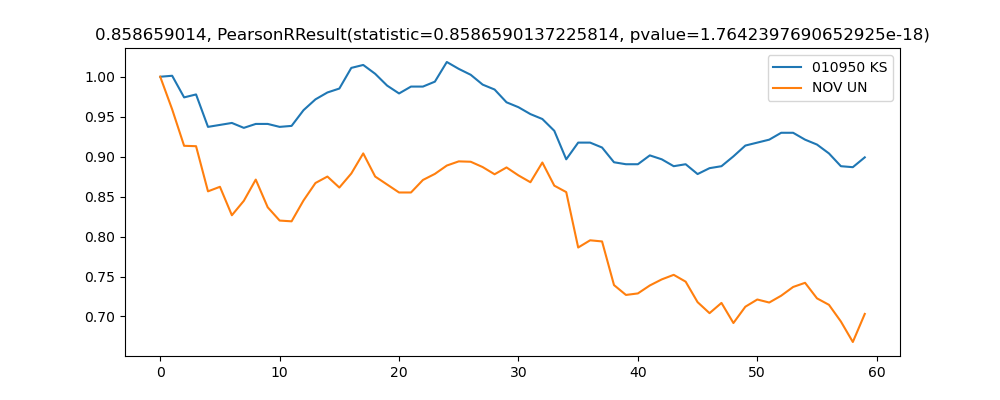 0.858659014, PearsonRResult(statistic=0.8586590137225814, pvalue=1.7642397690652925e-18)
010950 KS
NOV UN
1.00
0.95
0.90
0.85
0.80
0.75
0.70
0 10 20 30 40 50 60